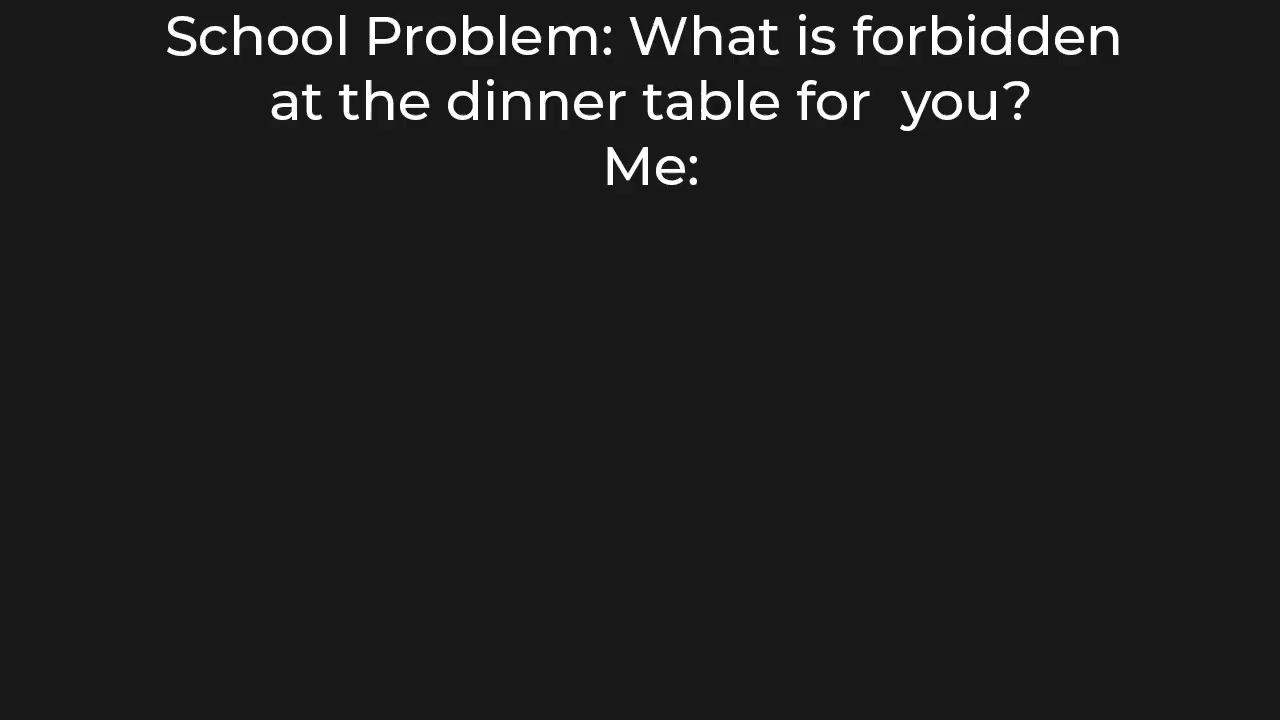 School Problem: What is forbidden
at the dinner table for  you?
Me: